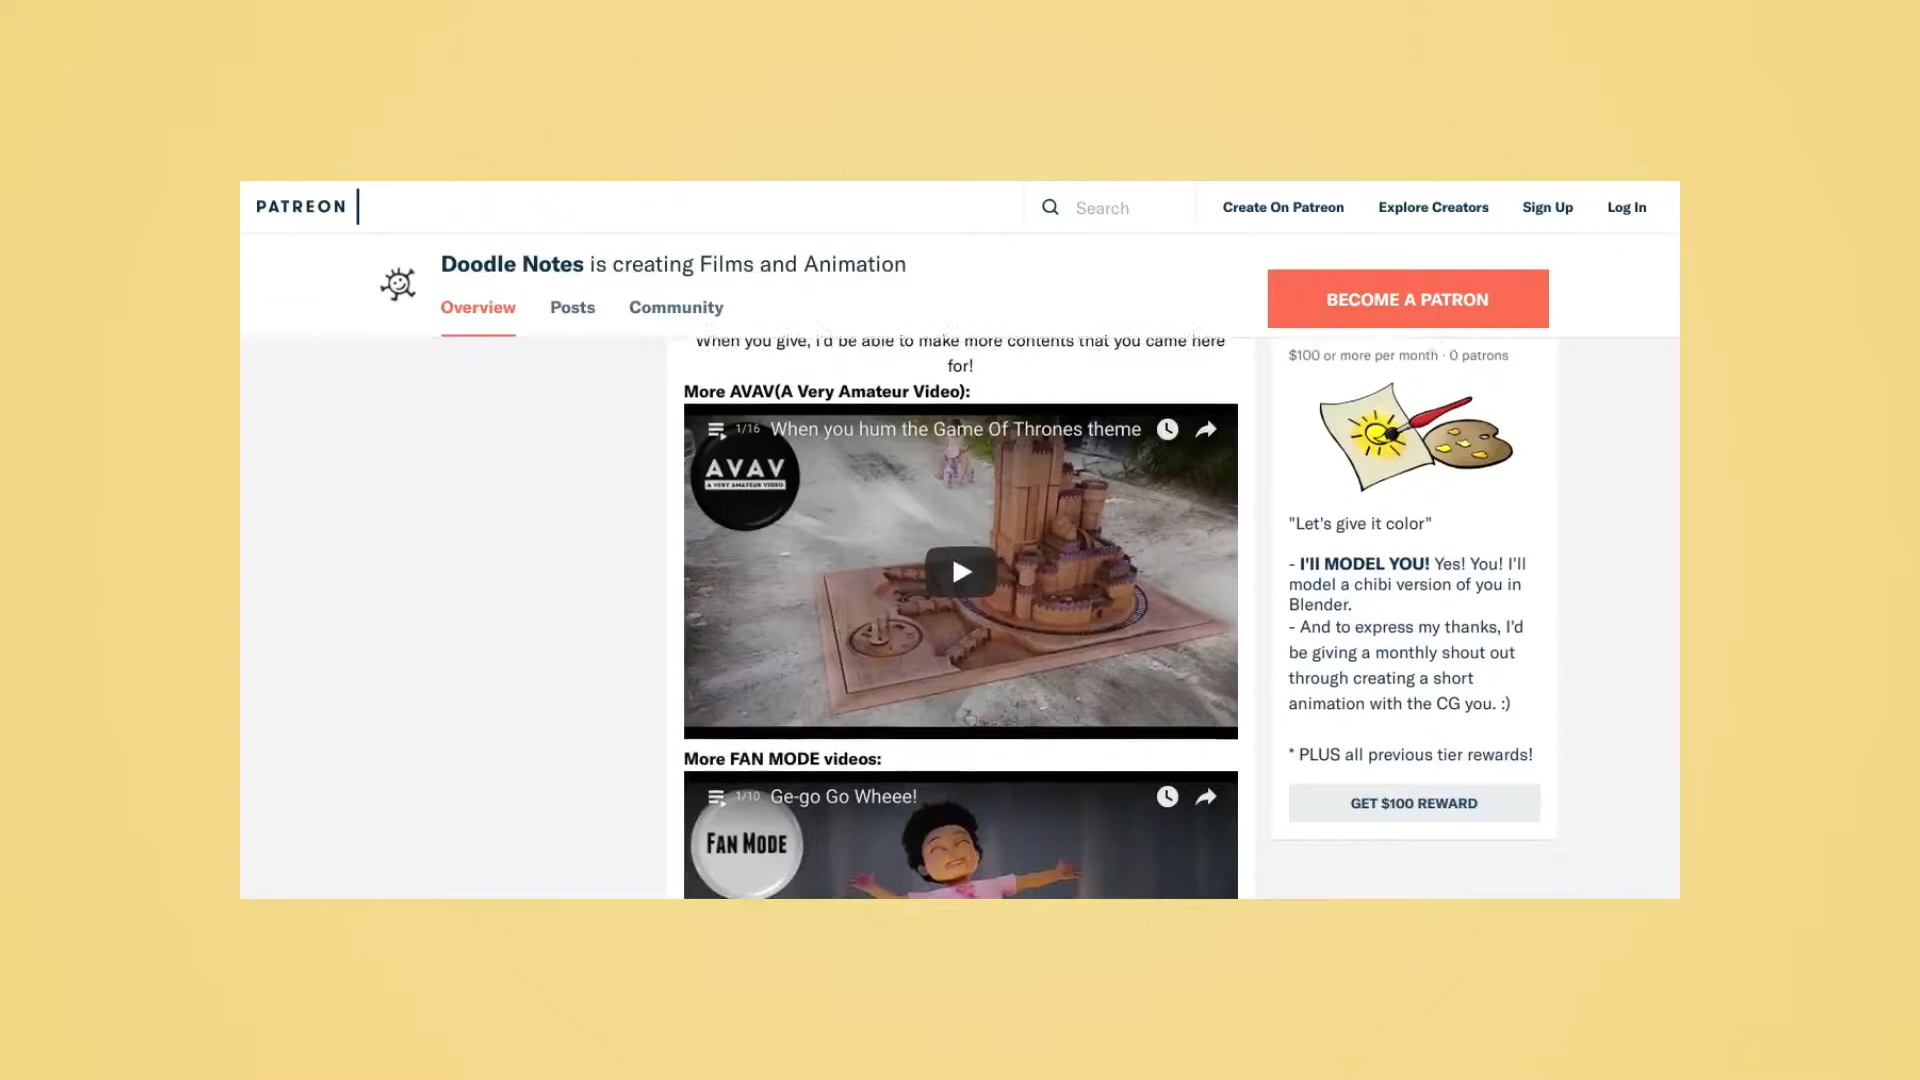 PATREON
Search
Create On Patreon
Explore Creators
Sign Up
Log In
Doodle Notes is creating Films and Animation
BECOME A PATRON
Overview
Posts
Community
When you give, I'd be able to make more contents that you came here
for!
More AVAV(A Very Amateur Video):
1/16 When you hum the Game Of Thrones theme
AVAV
A VERY AMATEUR VIDEO
More FAN MODE videos:
1/10 Ge-go Go Wheee!
FAN MODE
$100 or more per month · 0 patrons
"Let's give it color"
- I'll MODEL YOU! Yes! You! I'll
model a chibi version of you in
Blender.
- And to express my thanks, I'd
be giving a monthly shout out
through creating a short
animation with the CG you. :)
* PLUS all previous tier rewards!
GET $100 REWARD